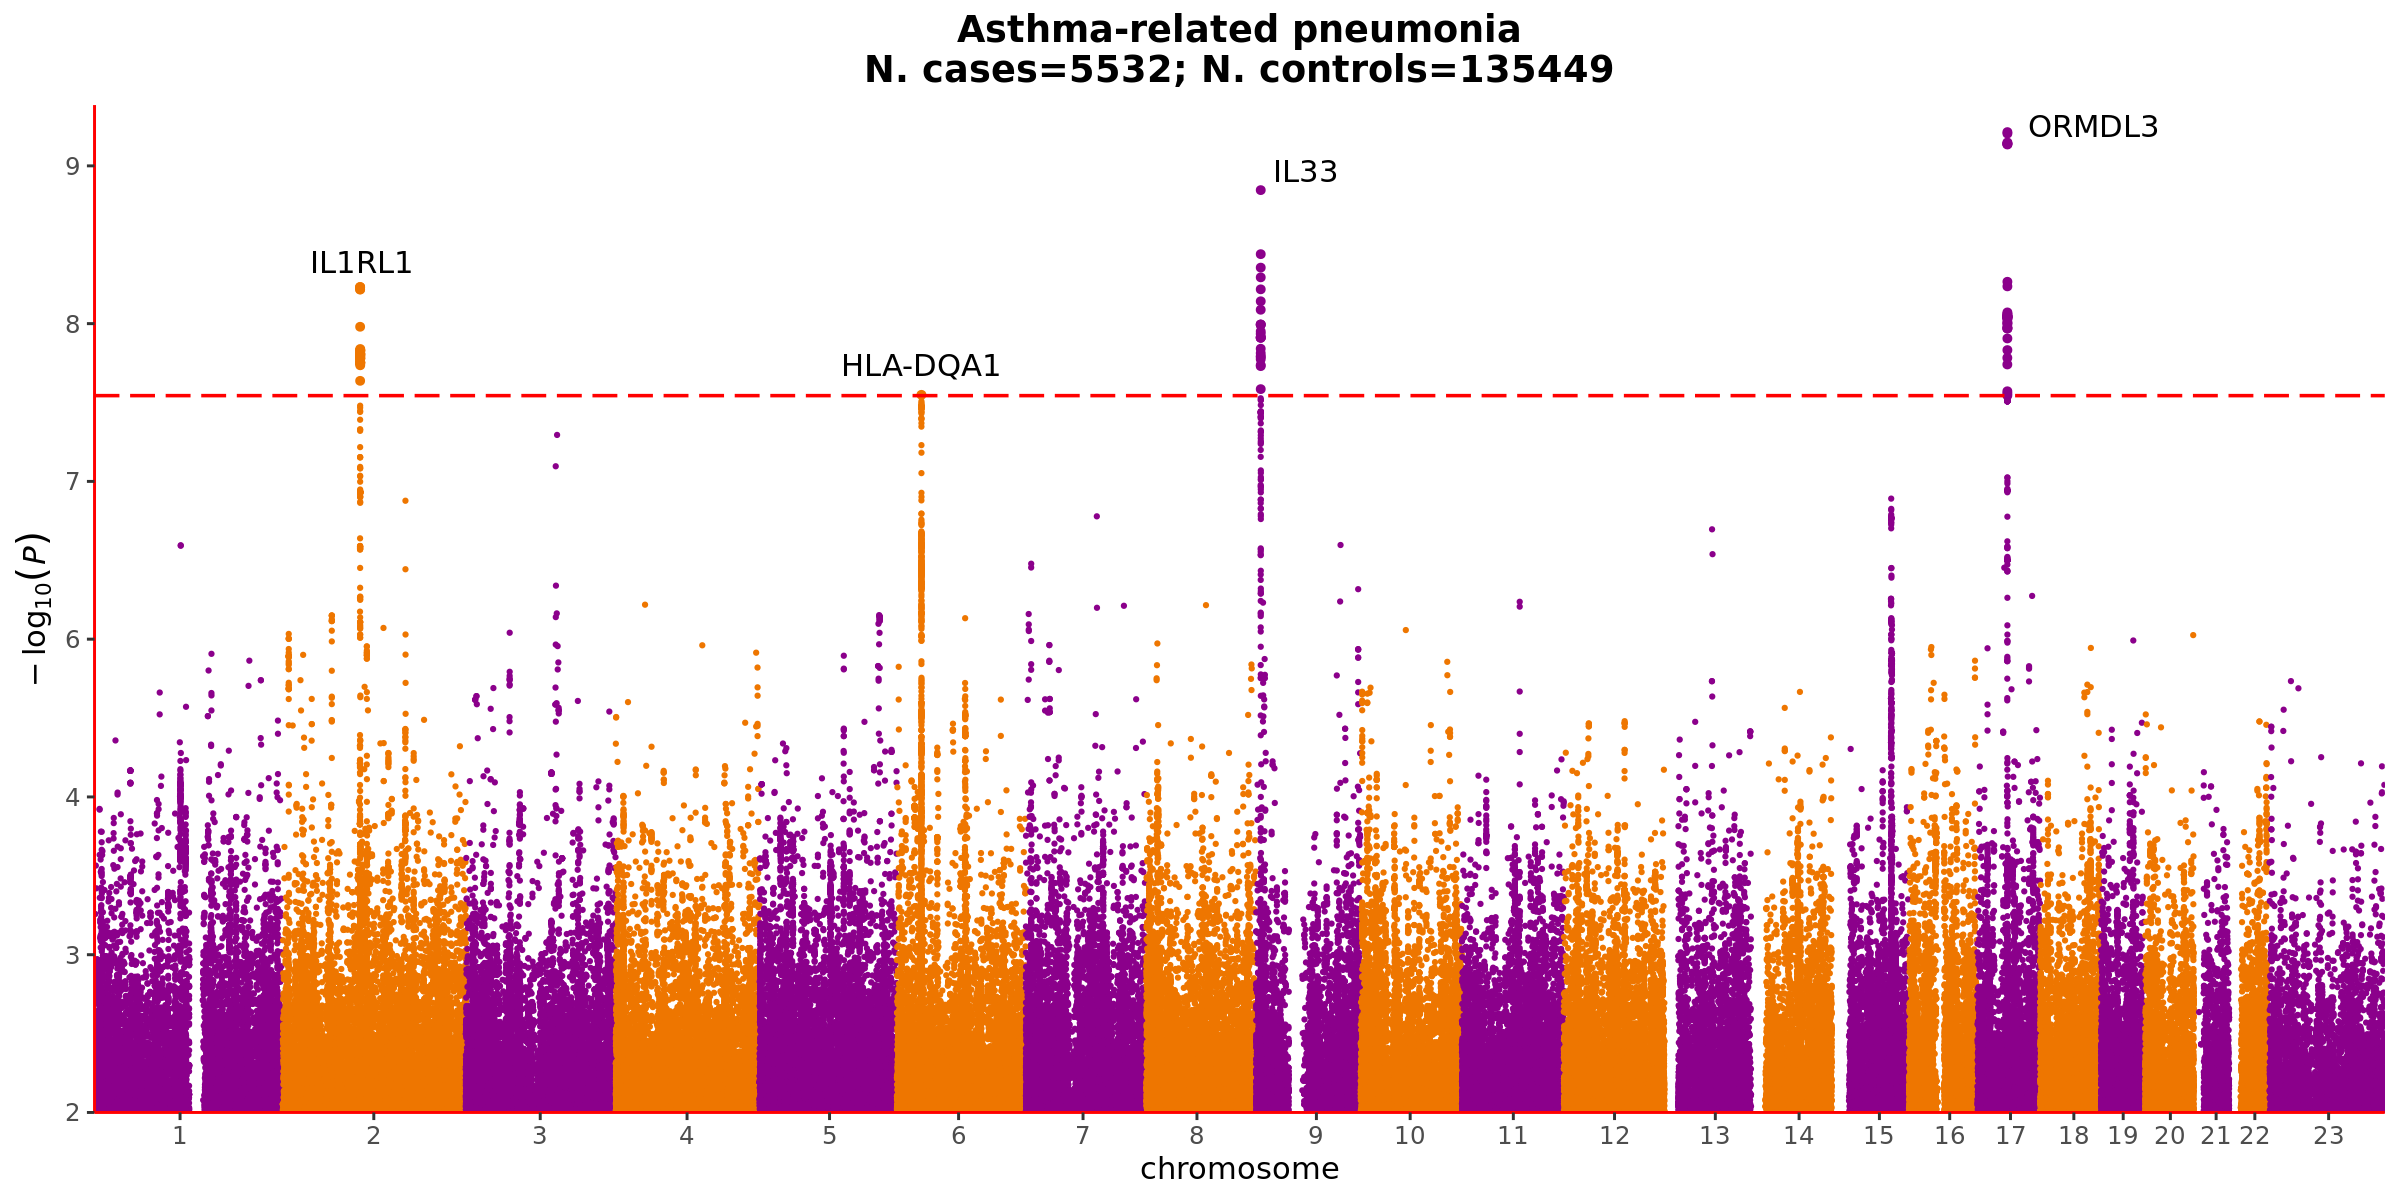 Asthma-related pneumonia
N. cases=5532; N. controls=135449
ORMDL3
IL33
IL1RL1
HLA-DQA1
9
8
7
6
4
3
2
−log10(P)
1 2 3 4 5 6 7 8 9 10 11 12 13 14 15 16 17 18 19 20 21 22 23
chromosome